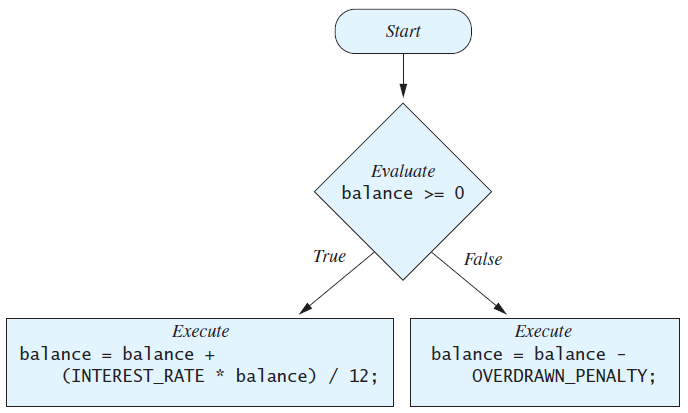 Start
Evaluate
balance >= 0
True
False
Execute
balance = balance +
(INTEREST_RATE * balance) / 12;
Execute
balance = balance -
OVERDRAWN_PENALTY;